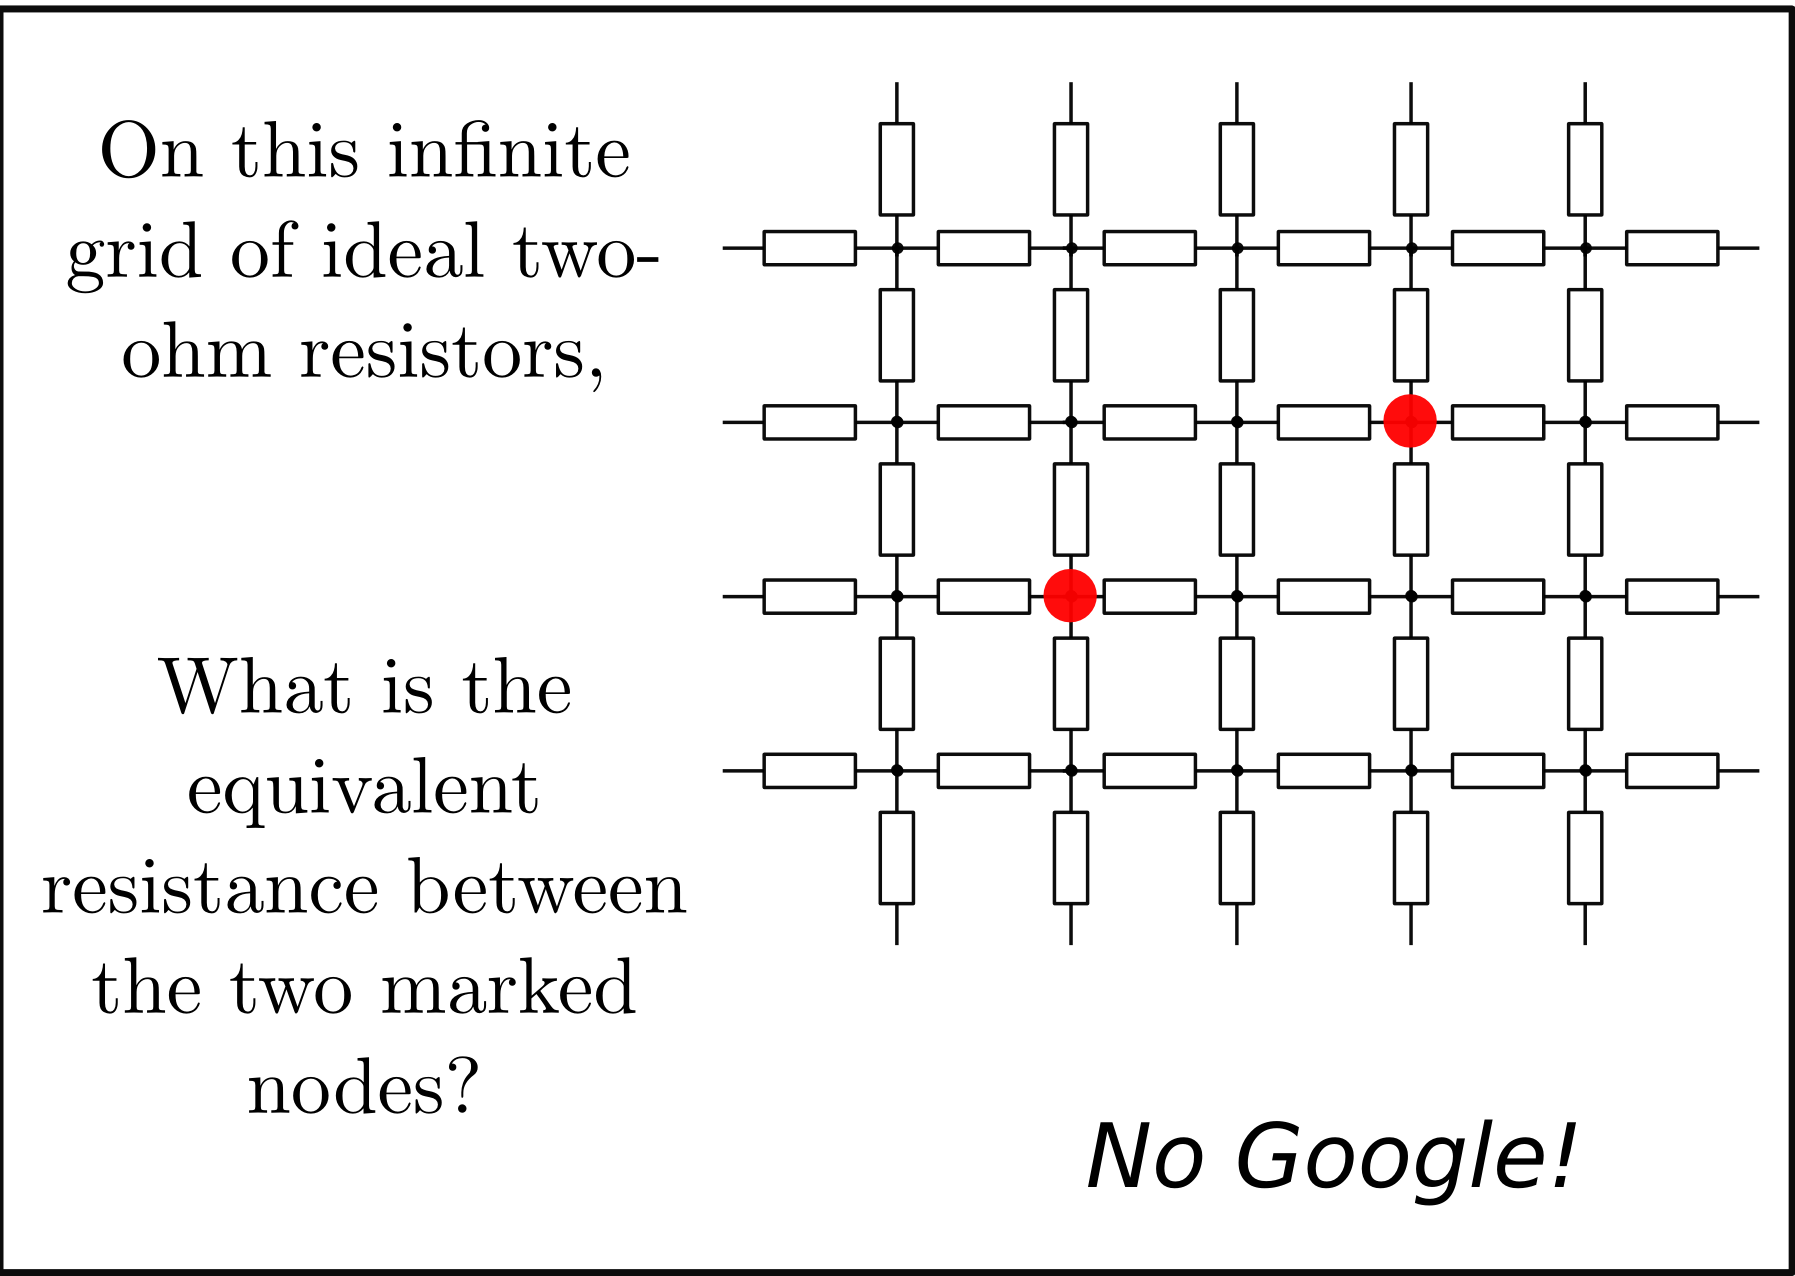 On this infinite
grid of ideal two-
ohm resistors,
What is the
equivalent
resistance between
the two marked
nodes?
No Google!